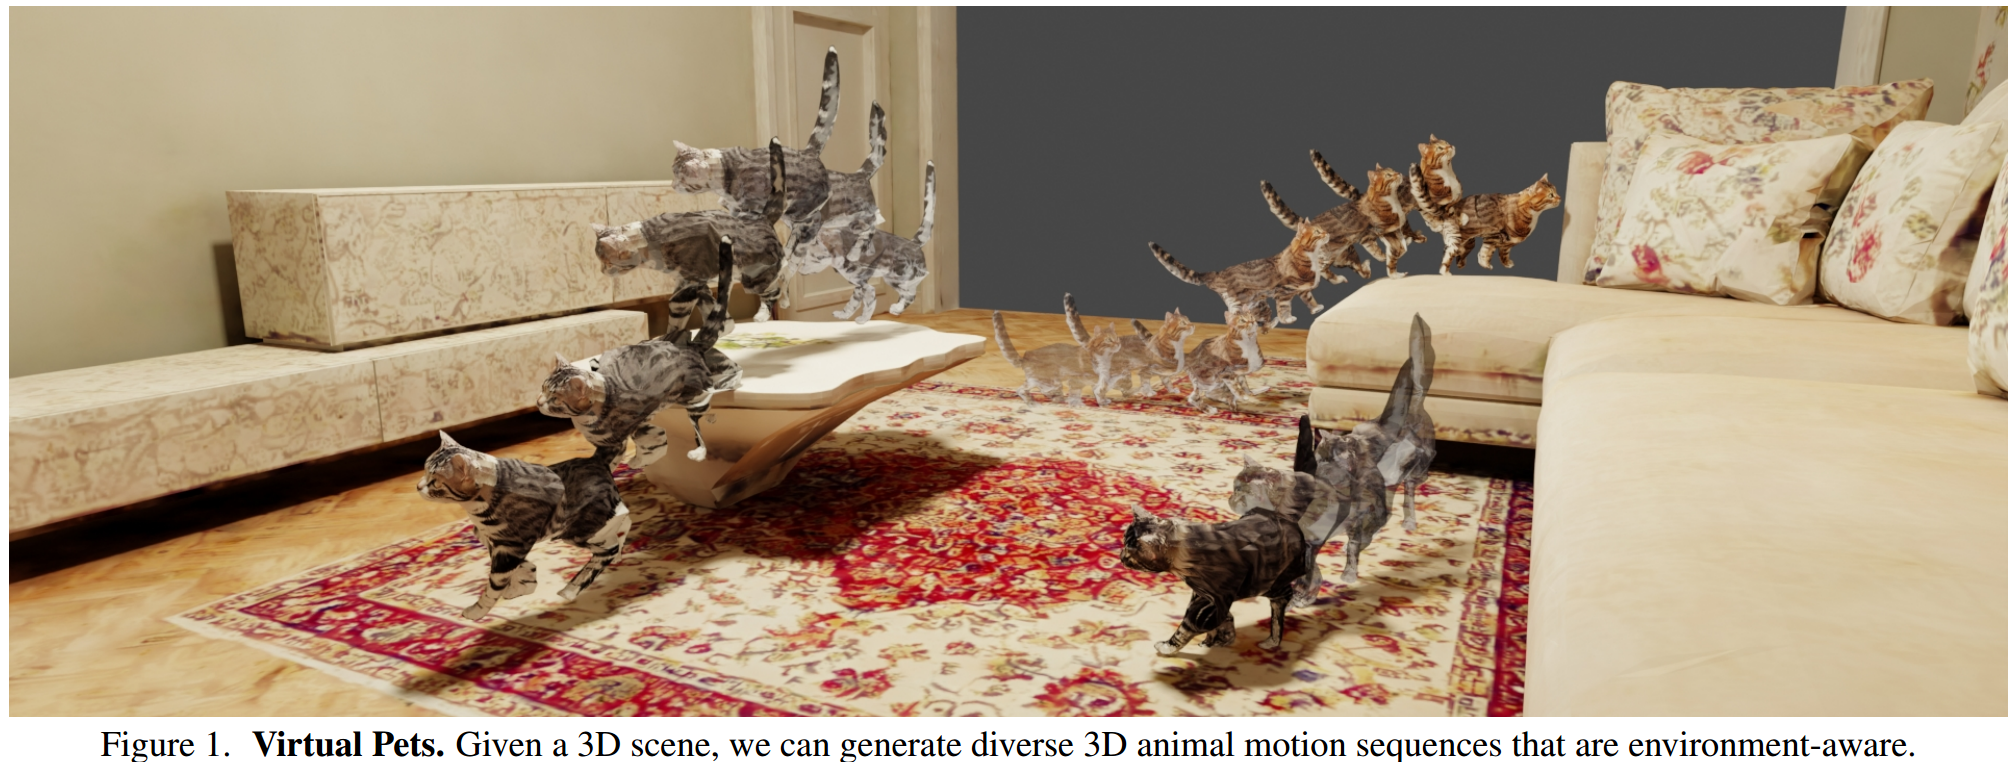 Figure 1. Virtual Pets. Given a 3D scene, we can generate diverse 3D animal motion sequences that are environment-aware.